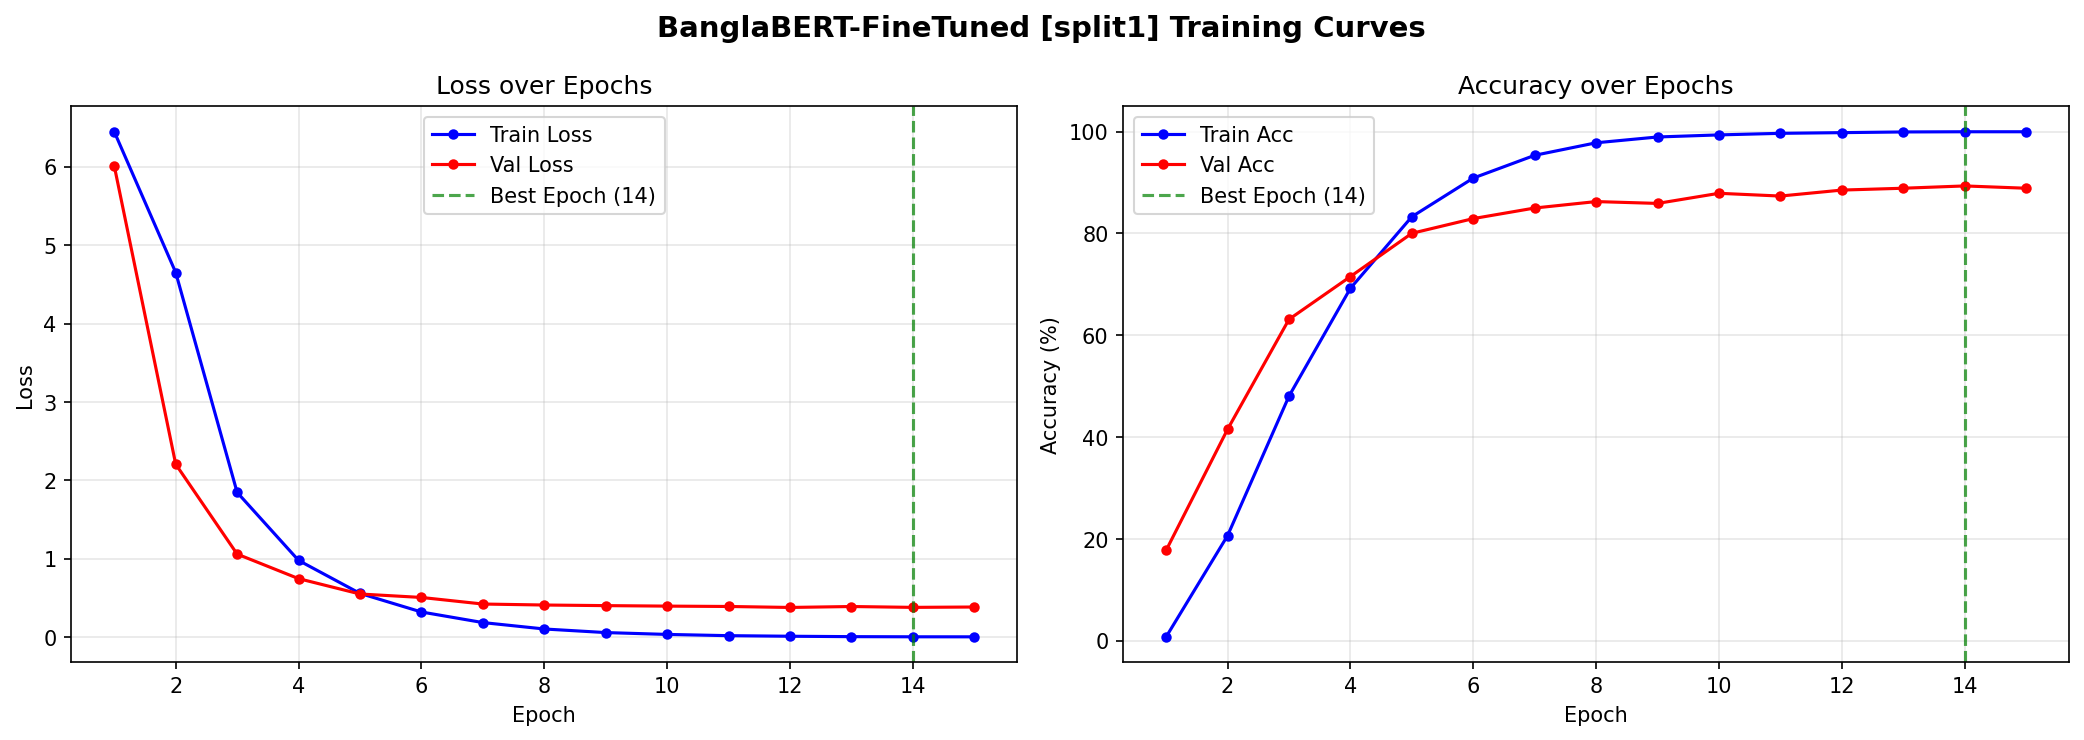 BanglaBERT-FineTuned [split1] Training Curves
Loss over Epochs
Train Loss
Val Loss
Best Epoch (14)
6
5
4
3
2
1
0
Loss
2 4 6 8 10 12 14
Epoch
Accuracy over Epochs
Train Acc
Val Acc
Best Epoch (14)
100
80
60
40
20
0
Accuracy (%)
2 4 6 8 10 12 14
Epoch